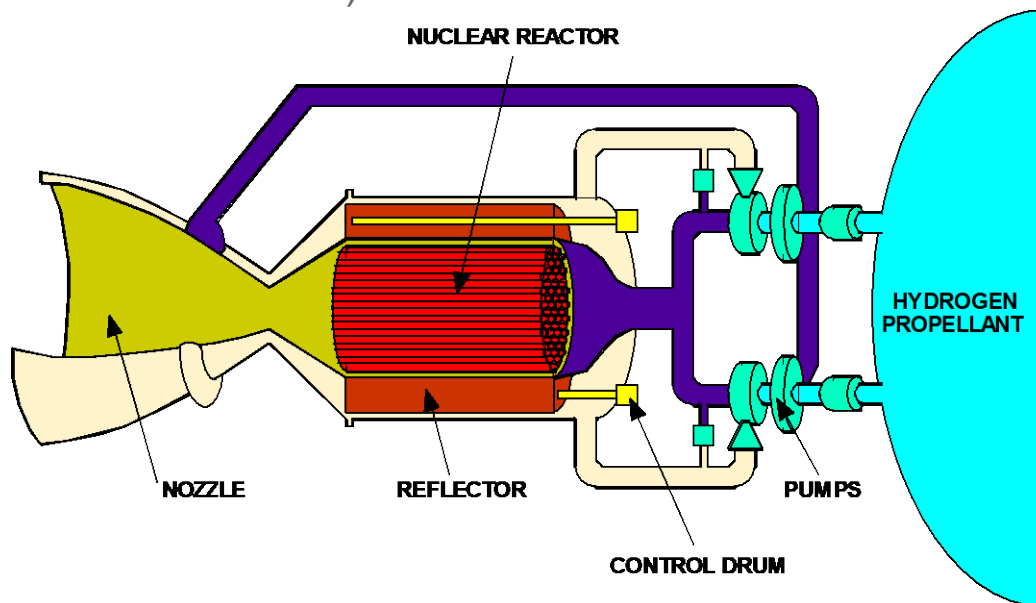 )
NUCLEAR REACTOR
HYDROGEN
PROPELLANT
NOZZLE
REFLECTOR
PUMPS
CONTROL DRUM